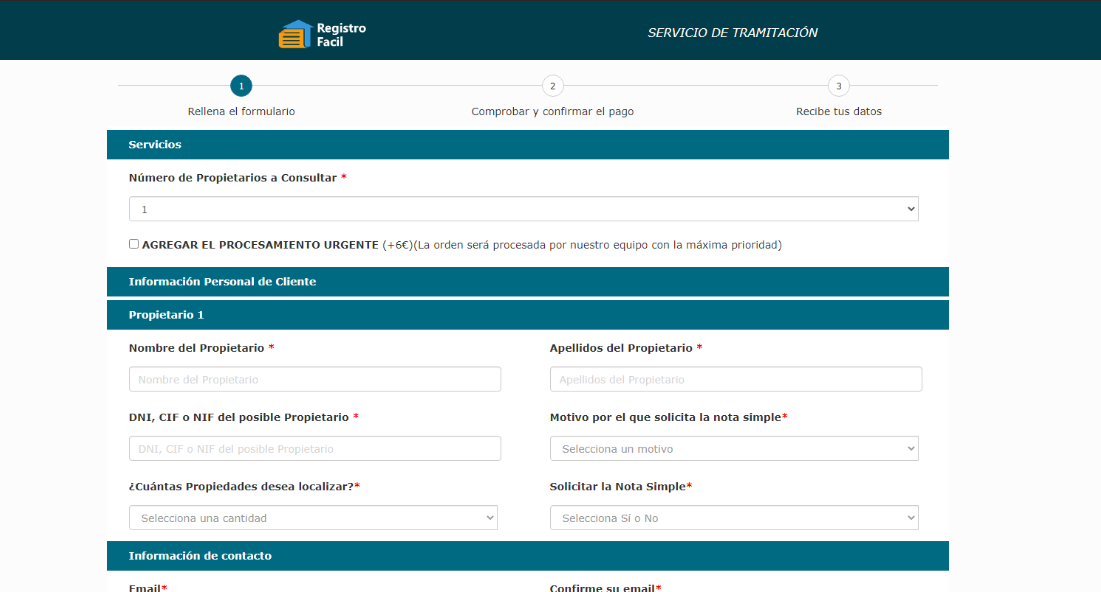 Registro
Facil
SERVICIO DE TRAMITACIÓN
1
2
3
Rellena el formulario
Comprobar y confirmar el pago
Recibe tus datos
Servicios
Número de Propietarios a Consultar *
1
AGREGAR EL PROCESAMIENTO URGENTE (+6€)(La orden será procesada por nuestro equipo con la máxima prioridad)
Información Personal de Cliente
Propietario 1
Nombre del Propietario *
Apellidos del Propietario *
Nombre del Propietario
Apellidos del Propietario
DNI, CIF o NIF del posible Propietario *
Motivo por el que solicita la nota simple*
DNI, CIF o NIF del posible Propietario
Selecciona un motivo
¿Cuántas Propiedades desea localizar?*
Solicitar la Nota Simple*
Selecciona una cantidad
Selecciona Sí o No
Información de contacto
Email*
Confirme su email*